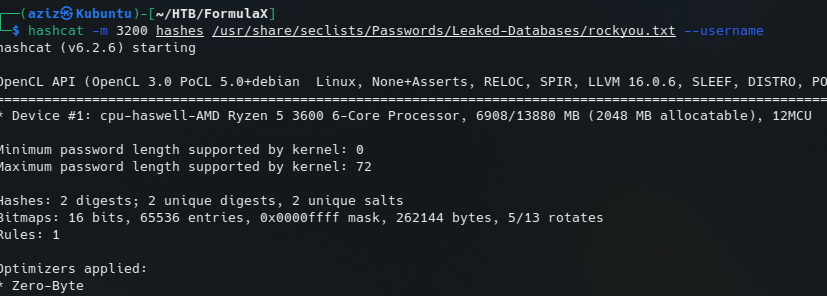 (aziz㉿Kubuntu)-[~/HTB/FormulaX]
$ hashcat -m 3200 hashes /usr/share/seclists/Passwords/Leaked-Databases/rockyou.txt --username
hashcat (v6.2.6) starting
OpenCL API (OpenCL 3.0 PoCL 5.0+debian  Linux, None+Asserts, RELOC, SPIR, LLVM 16.0.6, SLEEF, DISTRO, PO
* Device #1: cpu-haswell-AMD Ryzen 5 3600 6-Core Processor, 6908/13880 MB (2048 MB allocatable), 12MCU
Minimum password length supported by kernel: 0
Maximum password length supported by kernel: 72
Hashes: 2 digests; 2 unique digests, 2 unique salts
Bitmaps: 16 bits, 65536 entries, 0x0000ffff mask, 262144 bytes, 5/13 rotates
Rules: 1
Optimizers applied:
* Zero-Byte